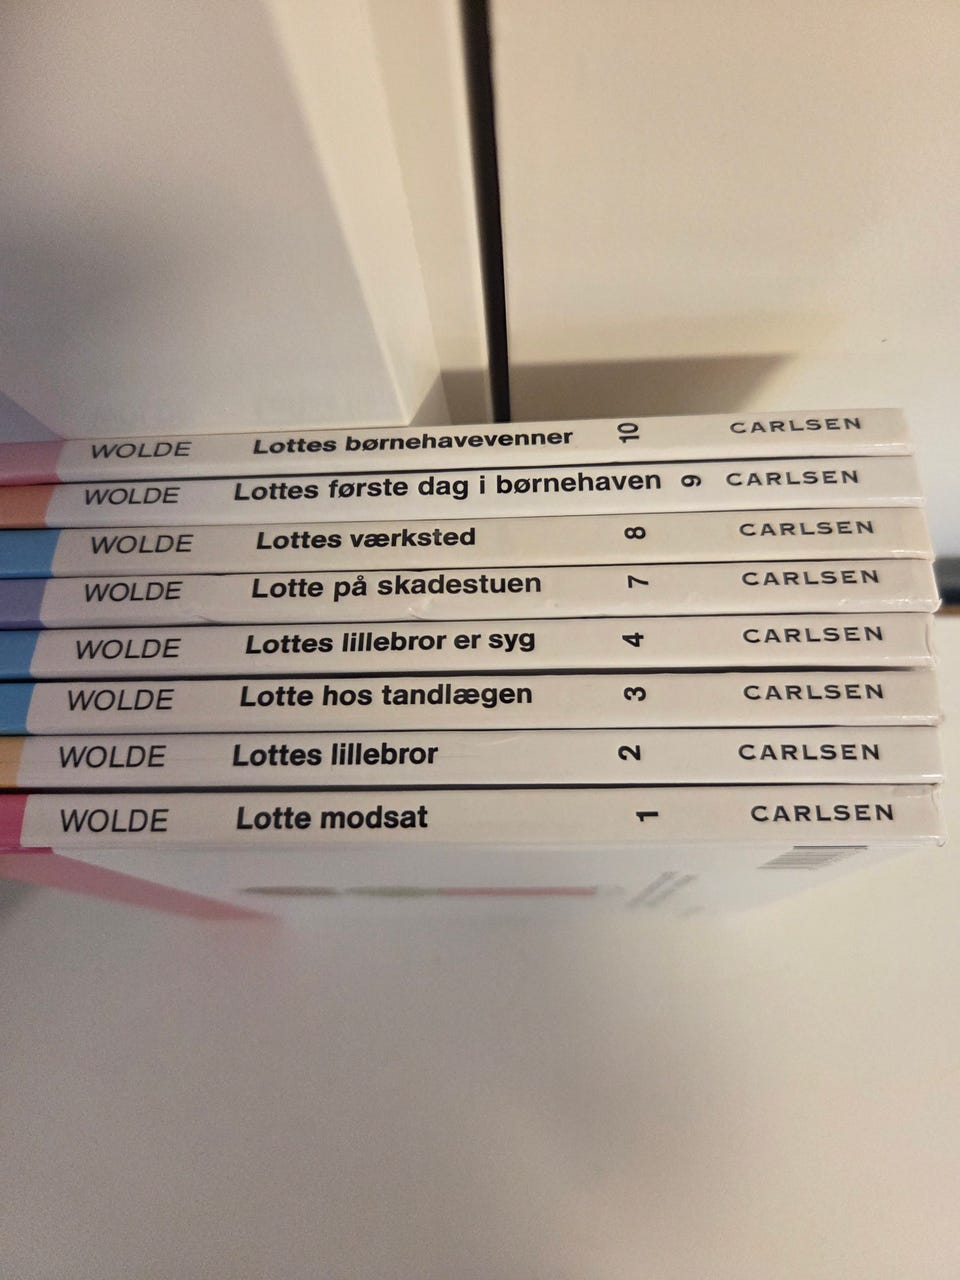 WOLDE Lottes børnehavevenner 10 CARLSEN
WOLDE Lottes første dag i børnehaven 9 CARLSEN
WOLDE Lottes værksted 8 CARLSEN
WOLDE Lotte på skadestuen 7 CARLSEN
WOLDE Lottes lillebror er syg 4 CARLSEN
WOLDE Lotte hos tandlægen 3 CARLSEN
WOLDE Lottes lillebror 2 CARLSEN
WOLDE Lotte modsat 1 CARLSEN